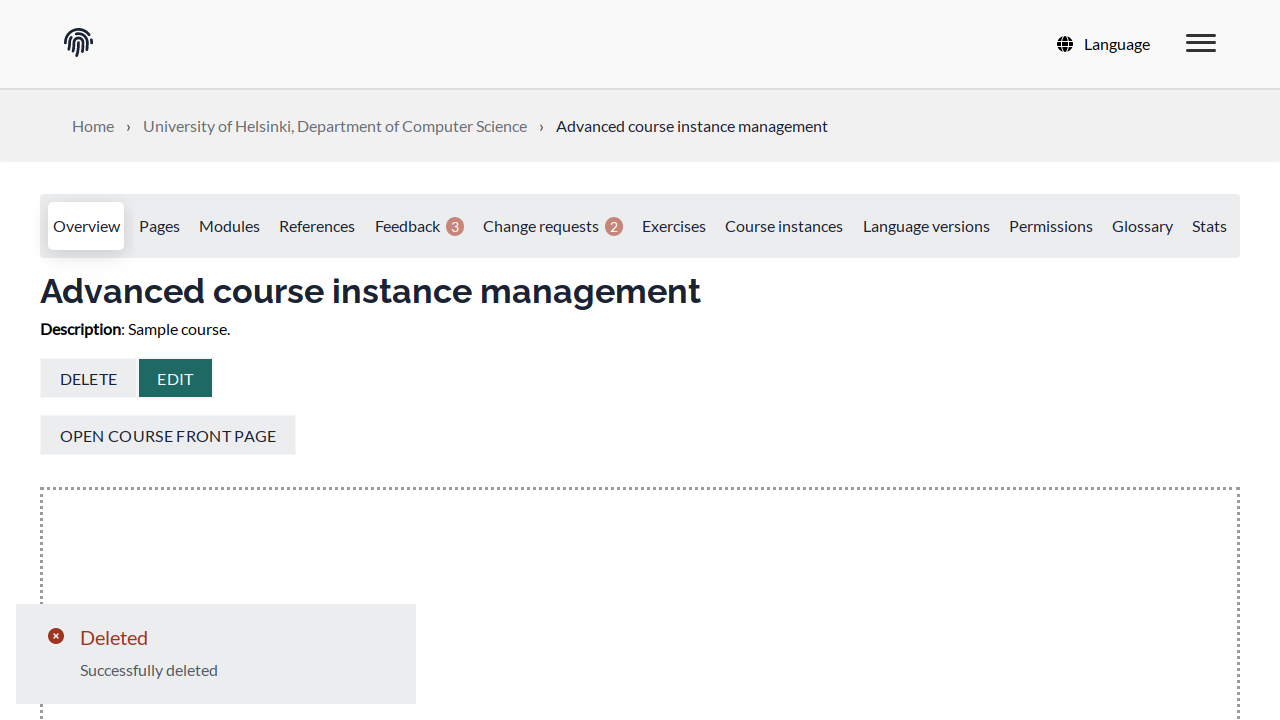 Language
Home › University of Helsinki, Department of Computer Science › Advanced course instance management
Overview Pages Modules References Feedback 3 Change requests 2 Exercises Course instances Language versions Permissions Glossary Stats
Advanced course instance management
Description: Sample course.
DELETE EDIT
OPEN COURSE FRONT PAGE
Deleted
Successfully deleted